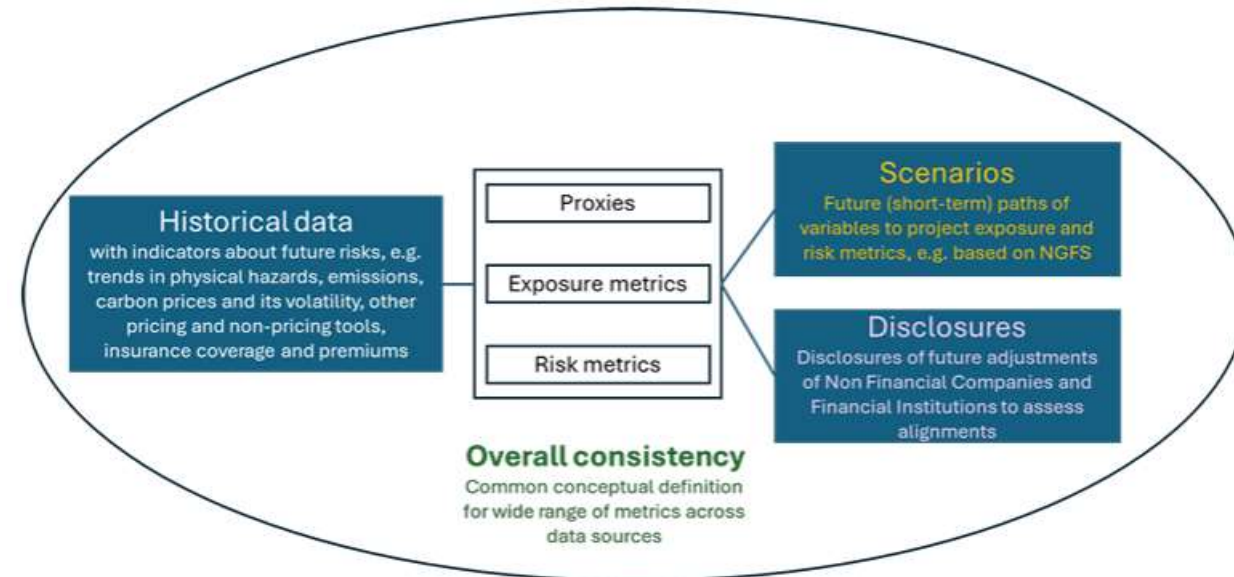 Historical data
with indicators about future risks, e.g.
trends in physical hazards, emissions,
carbon prices and its volatility, other
pricing and non-pricing tools,
insurance coverage and premiums
Proxies
Exposure metrics
Risk metrics
Scenarios
Future (short-term) paths of
variables to project exposure and
risk metrics, e.g. based on NGFS
Disclosures
Disclosures of future adjustments
of Non Financial Companies and
Financial Institutions to assess
alignments
Overall consistency
Common conceptual definition
for wide range of metrics across
data sources